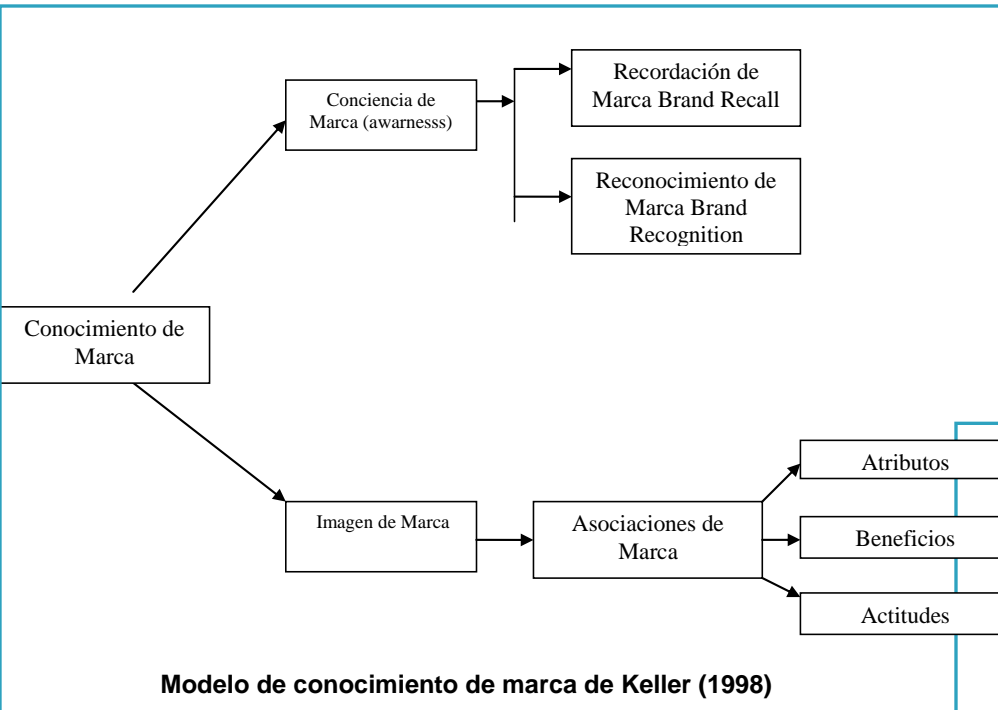 Recordación de
Marca Brand Recall
Conciencia de
Marca (awarnesss)
Reconocimiento de
Marca Brand
Recognition
Conocimiento de
Marca
Imagen de Marca
Asociaciones de
Marca
Atributos
Beneficios
Actitudes
Modelo de conocimiento de marca de Keller (1998)